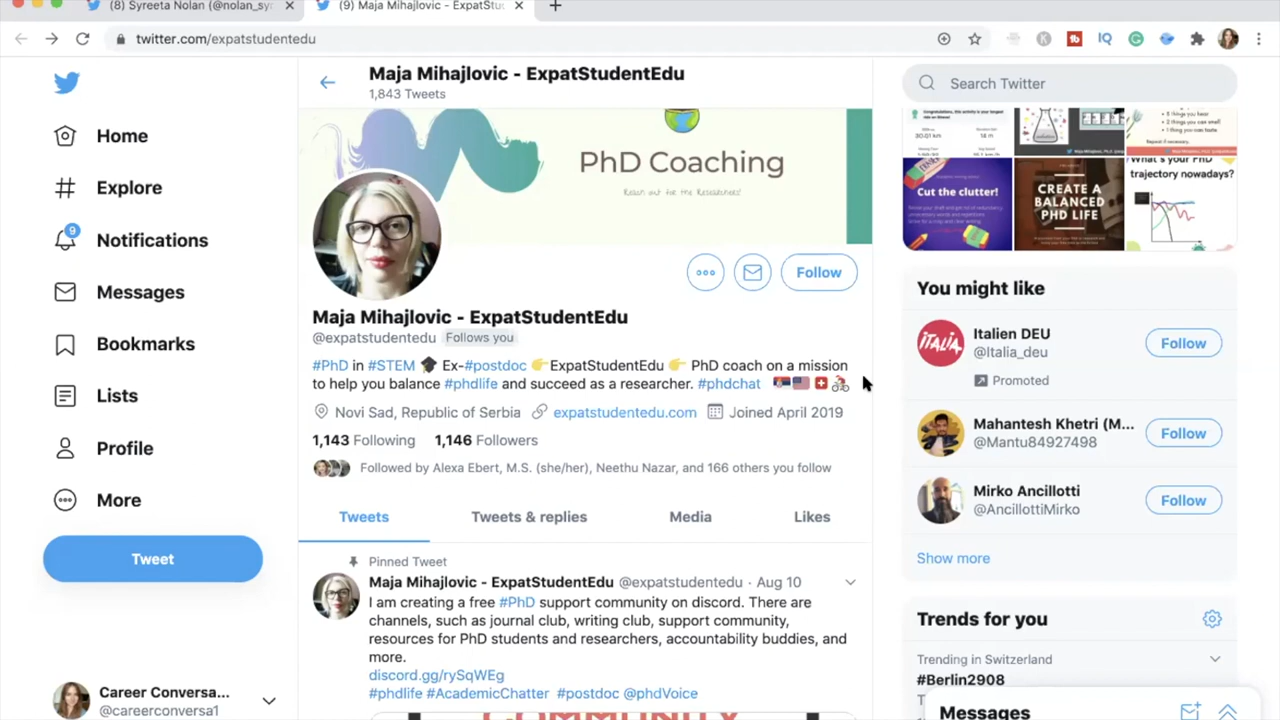 (8) Syreeta Nolan (@nolan_sy
(9) Maja Mihajlovic - ExpatStu
twitter.com/expatstudentedu
Home
Explore
9
Notifications
Messages
Bookmarks
Lists
Profile
More
Tweet
Career Conversa...
@careerconversa1
Maja Mihajlovic - ExpatStudentEdu
1,843 Tweets
PhD Coaching
Reach out for the Researchers!
Follow
Maja Mihajlovic - ExpatStudentEdu
@expatstudentedu Follows you
#PhD in #STEM 🎓 Ex-#postdoc 👉ExpatStudentEdu 👉 PhD coach on a mission
to help you balance #phdlife and succeed as a researcher. #phdchat 🇷🇸🇺🇸🇨🇭🚴
Novi Sad, Republic of Serbia expatstudentedu.com Joined April 2019
1,143 Following 1,146 Followers
Followed by Alexa Ebert, M.S. (she/her), Neethu Nazar, and 166 others you follow
Tweets Tweets & replies Media Likes
Pinned Tweet
Maja Mihajlovic - ExpatStudentEdu @expatstudentedu · Aug 10
I am creating a free #PhD support community on discord. There are
channels, such as journal club, writing club, support community,
resources for PhD students and researchers, accountability buddies, and
more.
discord.gg/rySqWEg
#phdlife #AcademicChatter #postdoc @phdVoice
COMMUNITY
Search Twitter
Cut the clutter!
CREATE A
BALANCED
PHD LIFE
What's your PhD
trajectory nowadays?
You might like
Italien DEU
@Italia_deu
Promoted
Follow
Mahantesh Khetri (M...
@Mantu84927498
Follow
Mirko Ancillotti
@AncillottiMirko
Follow
Show more
Trends for you
Trending in Switzerland
#Berlin2908
Messages